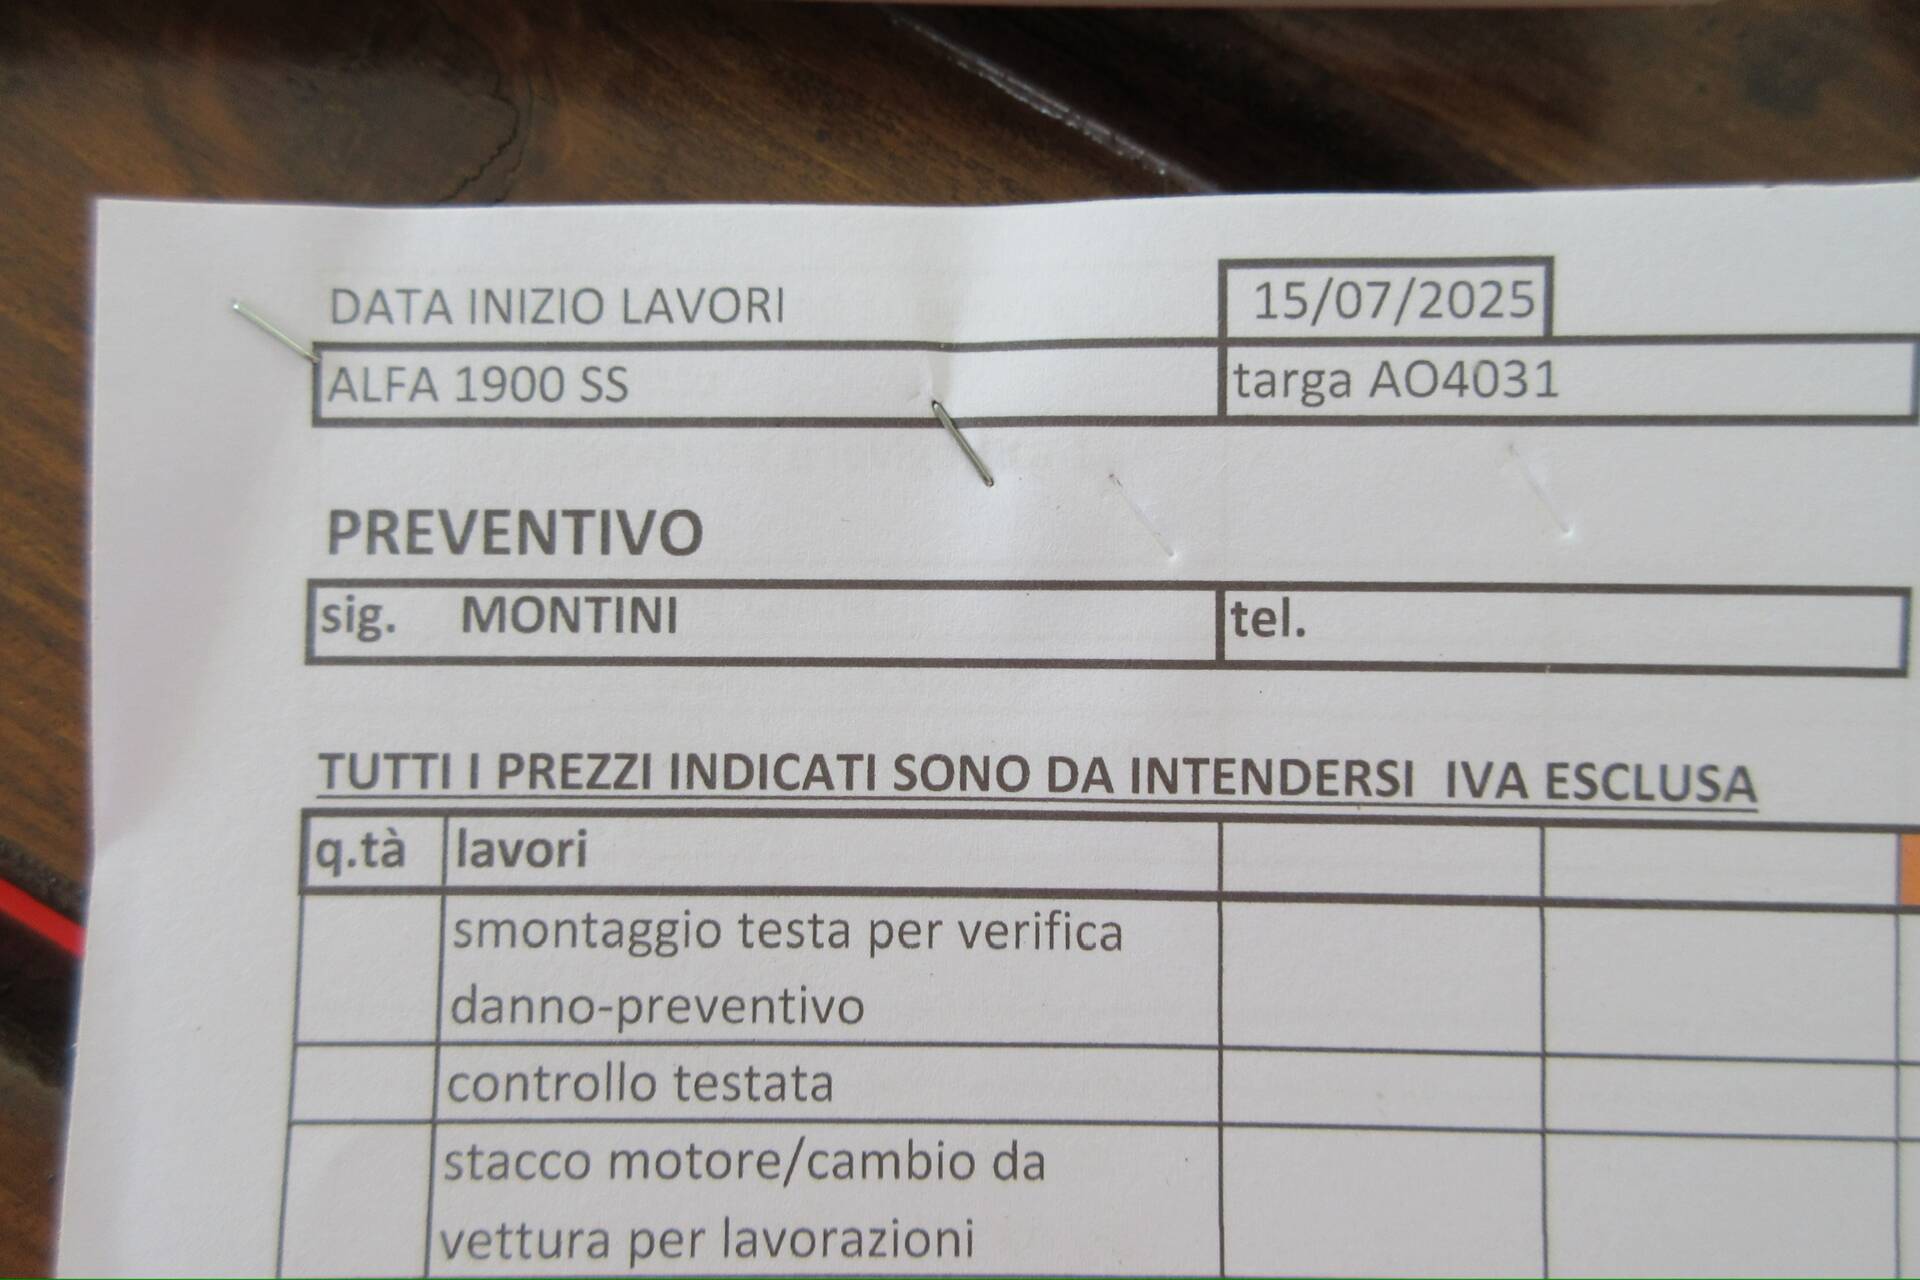 DATA INIZIO LAVORI 15/07/2025
ALFA 1900 SS targa AO4031
PREVENTIVO
sig. MONTINI tel.
TUTTI I PREZZI INDICATI SONO DA INTENDERSI IVA ESCLUSA
q.tà lavori
smontaggio testa per verifica
danno-preventivo
controllo testata
stacco motore/cambio da
vettura per lavorazioni